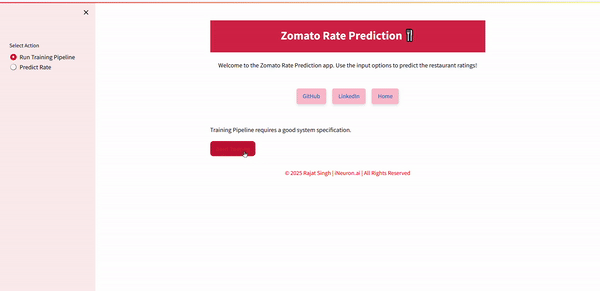 Select Action
Run Training Pipeline
Predict Rate
Zomato Rate Prediction 🍴
Welcome to the Zomato Rate Prediction app. Use the input options to predict the restaurant ratings!
GitHub
LinkedIn
Home
Training Pipeline requires a good system specification.
© 2025 Rajat Singh | iNeuron.ai | All Rights Reserved